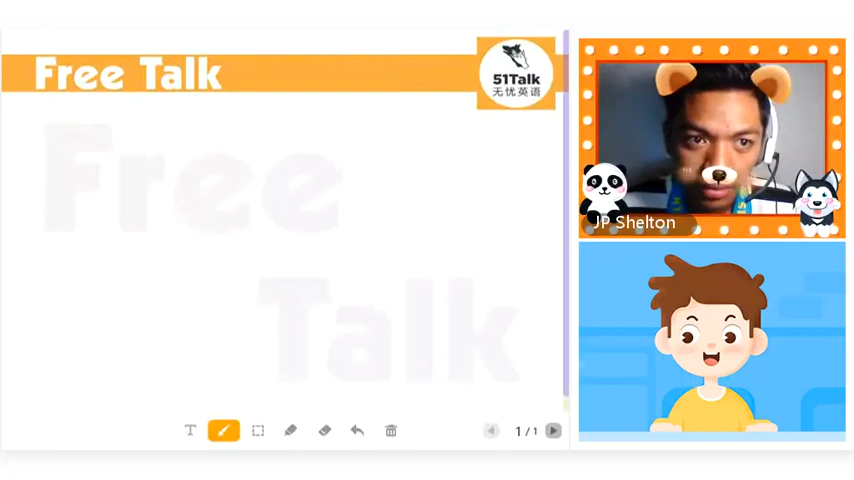 Free Talk
51Talk
无忧英语
Free
Talk
JP Shelton
T
1 / 1